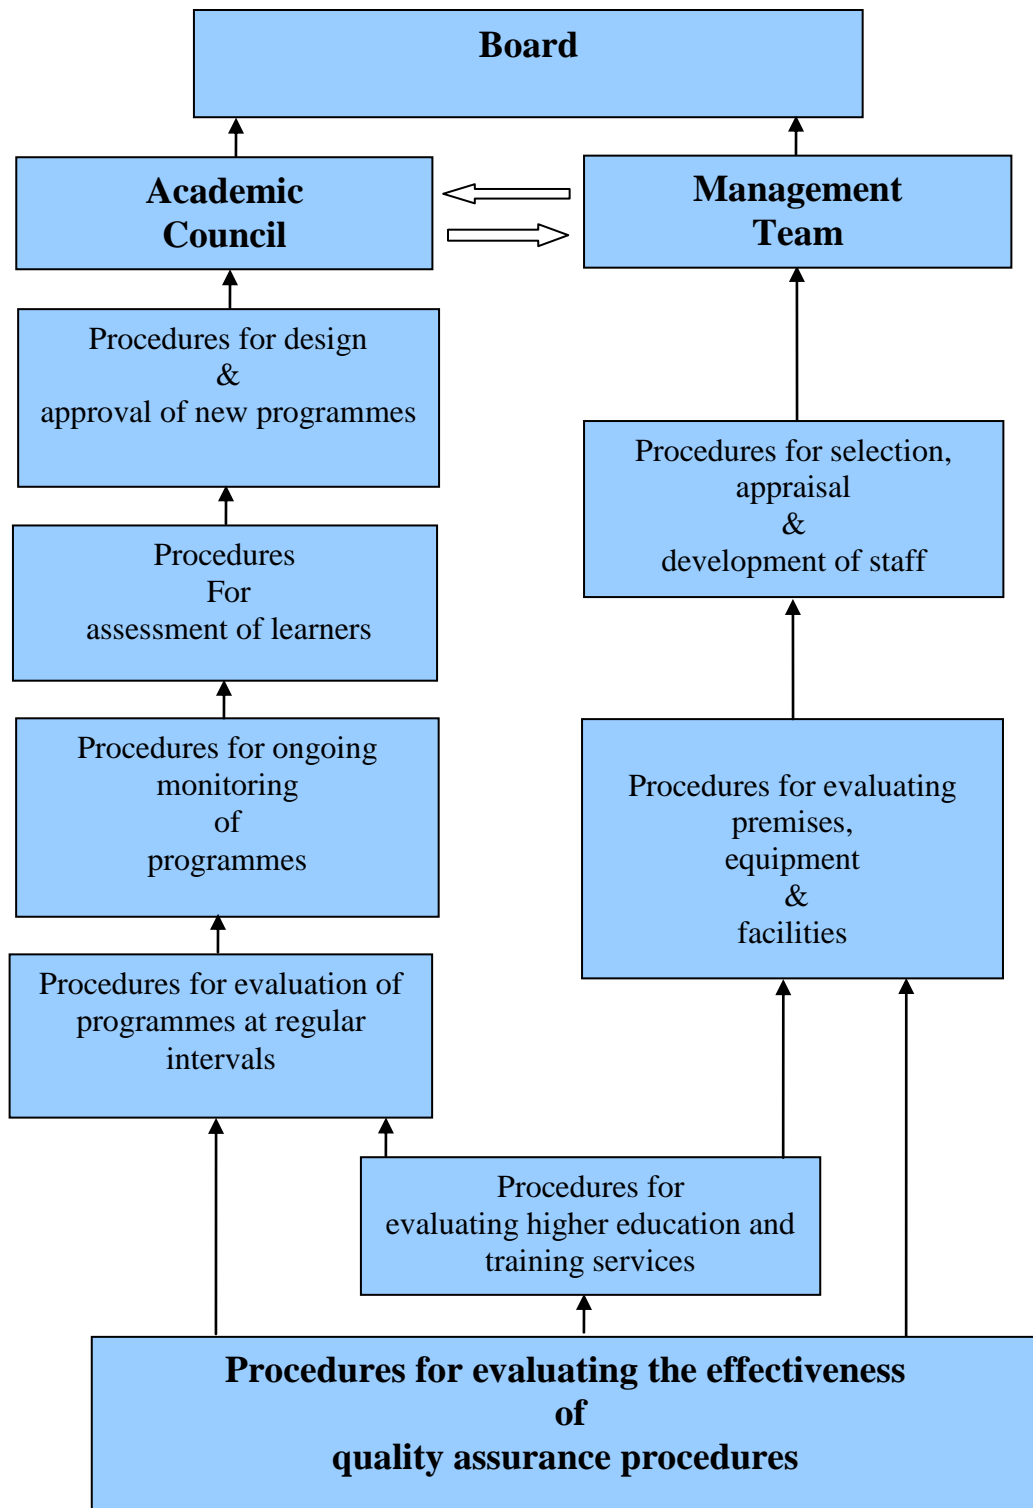 Board
Academic
Council
Management
Team
Procedures for design
&
approval of new programmes
Procedures for selection,
appraisal
&
development of staff
Procedures
For
assessment of learners
Procedures for ongoing
monitoring
of
programmes
Procedures for evaluating
premises,
equipment
&
facilities
Procedures for evaluation of
programmes at regular
intervals
Procedures for
evaluating higher education and
training services
Procedures for evaluating the effectiveness
of
quality assurance procedures